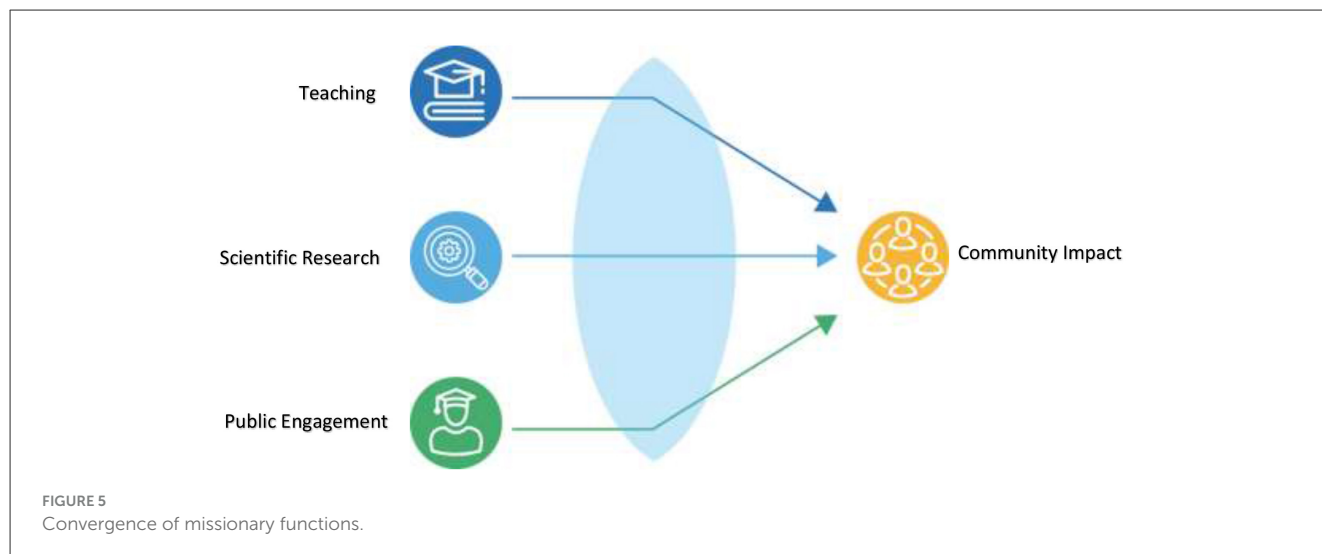 Teaching
Scientific Research
Community Impact
Public Engagement
FIGURE 5
Convergence of missionary functions.